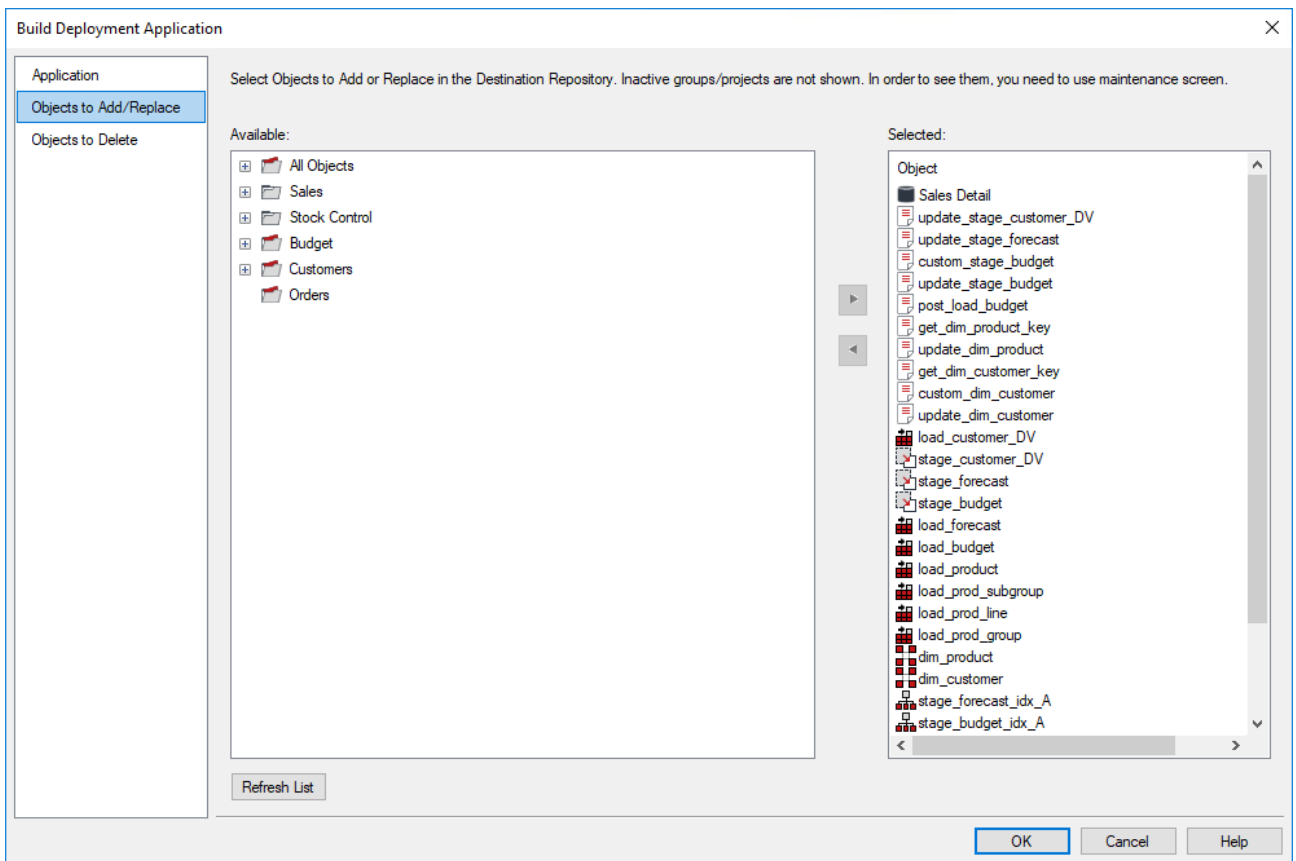 Build Deployment Application
Application
Objects to Add/Replace
Objects to Delete
Select Objects to Add or Replace in the Destination Repository. Inactive groups/projects are not shown. In order to see them, you need to use maintenance screen.
Available:
All Objects
Sales
Stock Control
Budget
Customers
Orders
Refresh List
Selected:
Object
Sales Detail
update_stage_customer_DV
update_stage_forecast
custom_stage_budget
update_stage_budget
post_load_budget
get_dim_product_key
update_dim_product
get_dim_customer_key
custom_dim_customer
update_dim_customer
load_customer_DV
stage_customer_DV
stage_forecast
stage_budget
load_forecast
load_budget
load_product
load_prod_subgroup
load_prod_line
load_prod_group
dim_product
dim_customer
stage_forecast_idx_A
stage_budget_idx_A
OK Cancel Help